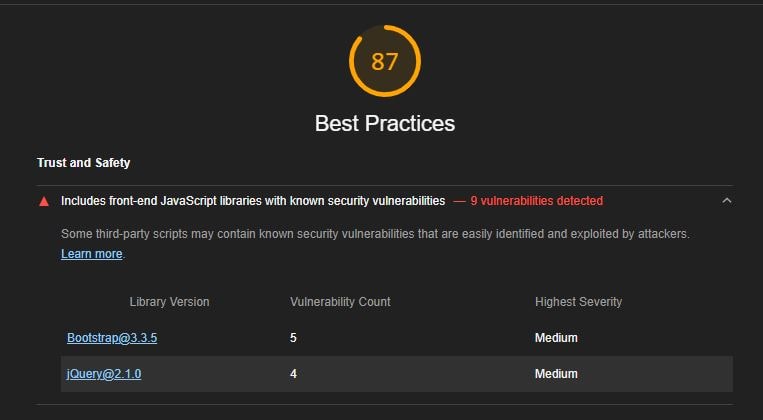 87
Best Practices
Trust and Safety
Includes front-end JavaScript libraries with known security vulnerabilities — 9 vulnerabilities detected
Some third-party scripts may contain known security vulnerabilities that are easily identified and exploited by attackers.
Learn more.
Library Version Vulnerability Count Highest Severity
Bootstrap@3.3.5 5 Medium
jQuery@2.1.0 4 Medium